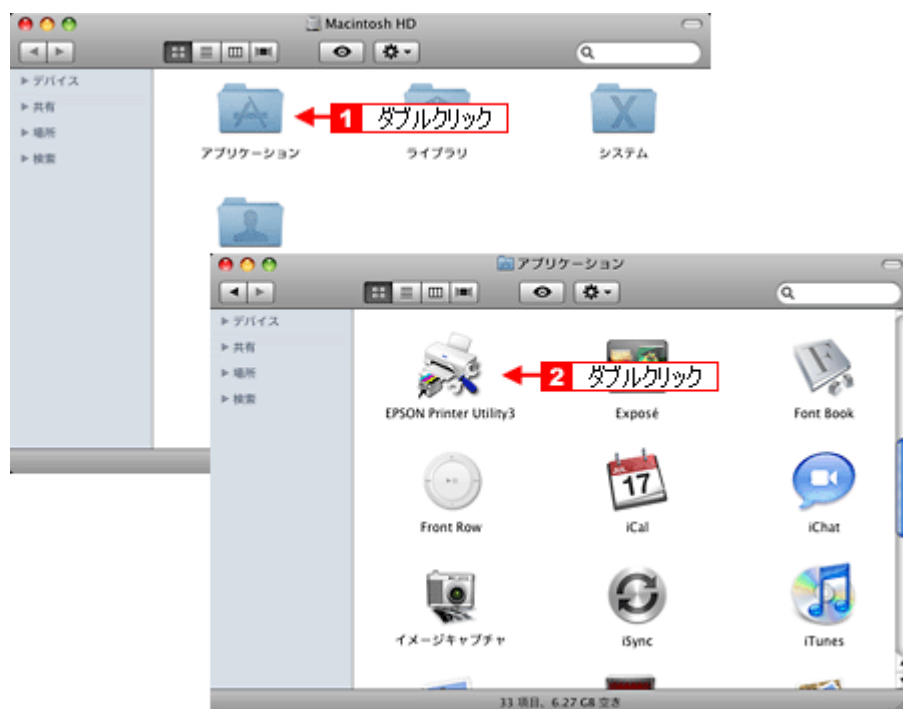 Macintosh HD
デバイス
共有
場所
検索
1 ダブルクリック
アプリケーション
ライブラリ
システム
アプリケーション
デバイス
共有
場所
検索
2 ダブルクリック
EPSON Printer Utility3
Exposé
Font Book
JUL
17
Front Row
iCal
iChat
イメージキャプチャ
iSync
iTunes
33 項目、6.27 GB 空き